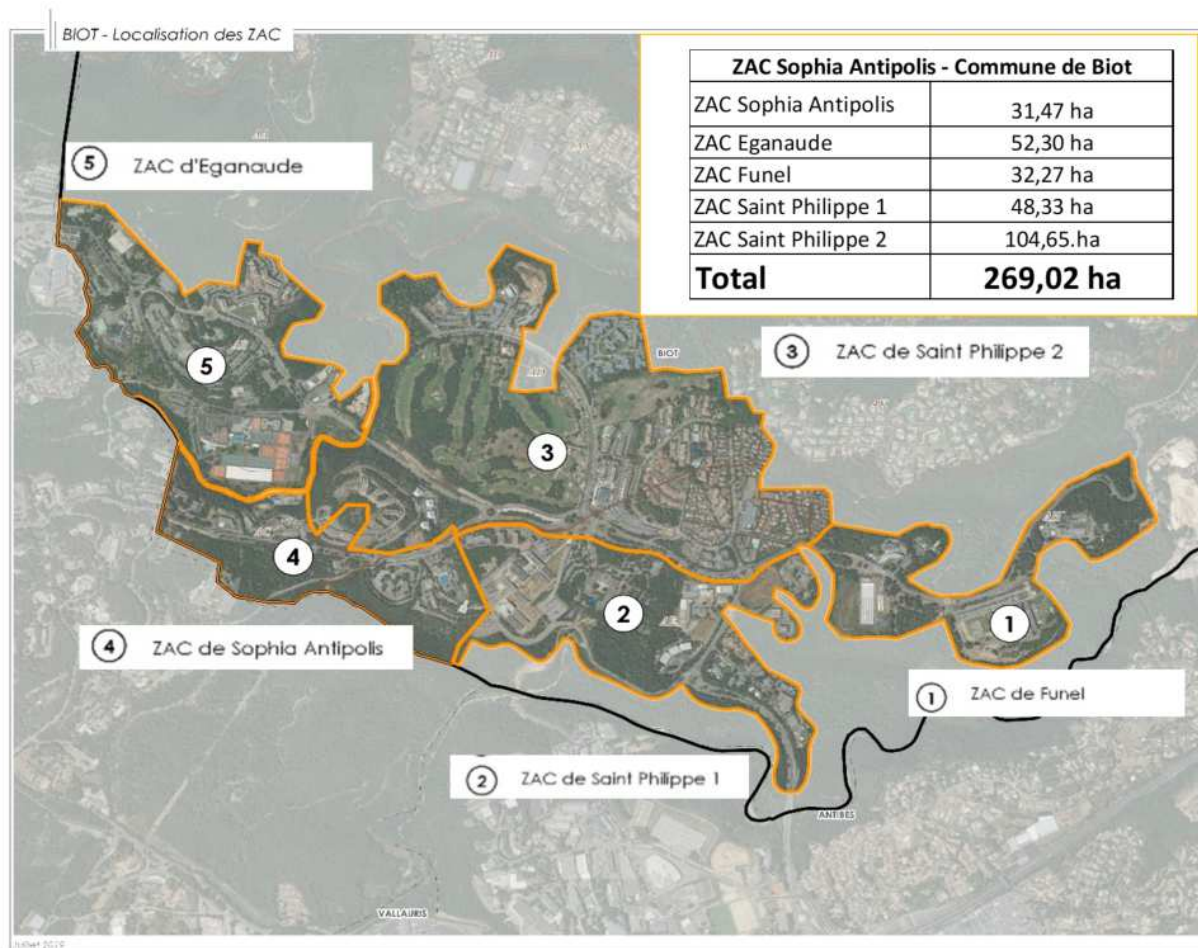 BIOT - Localisation des ZAC
ZAC Sophia Antipolis - Commune de Biot
ZAC Sophia Antipolis 31,47 ha
ZAC Eganaude 52,30 ha
ZAC Funel 32,27 ha
ZAC Saint Philippe 1 48,33 ha
ZAC Saint Philippe 2 104,65.ha
Total 269,02 ha
5 ZAC d'Eganaude
3 ZAC de Saint Philippe 2
BIOT
5
3
4
2
1
4 ZAC de Sophia Antipolis
1 ZAC de Funel
2 ZAC de Saint Philippe 1
ANTIBES
VALLAURIS